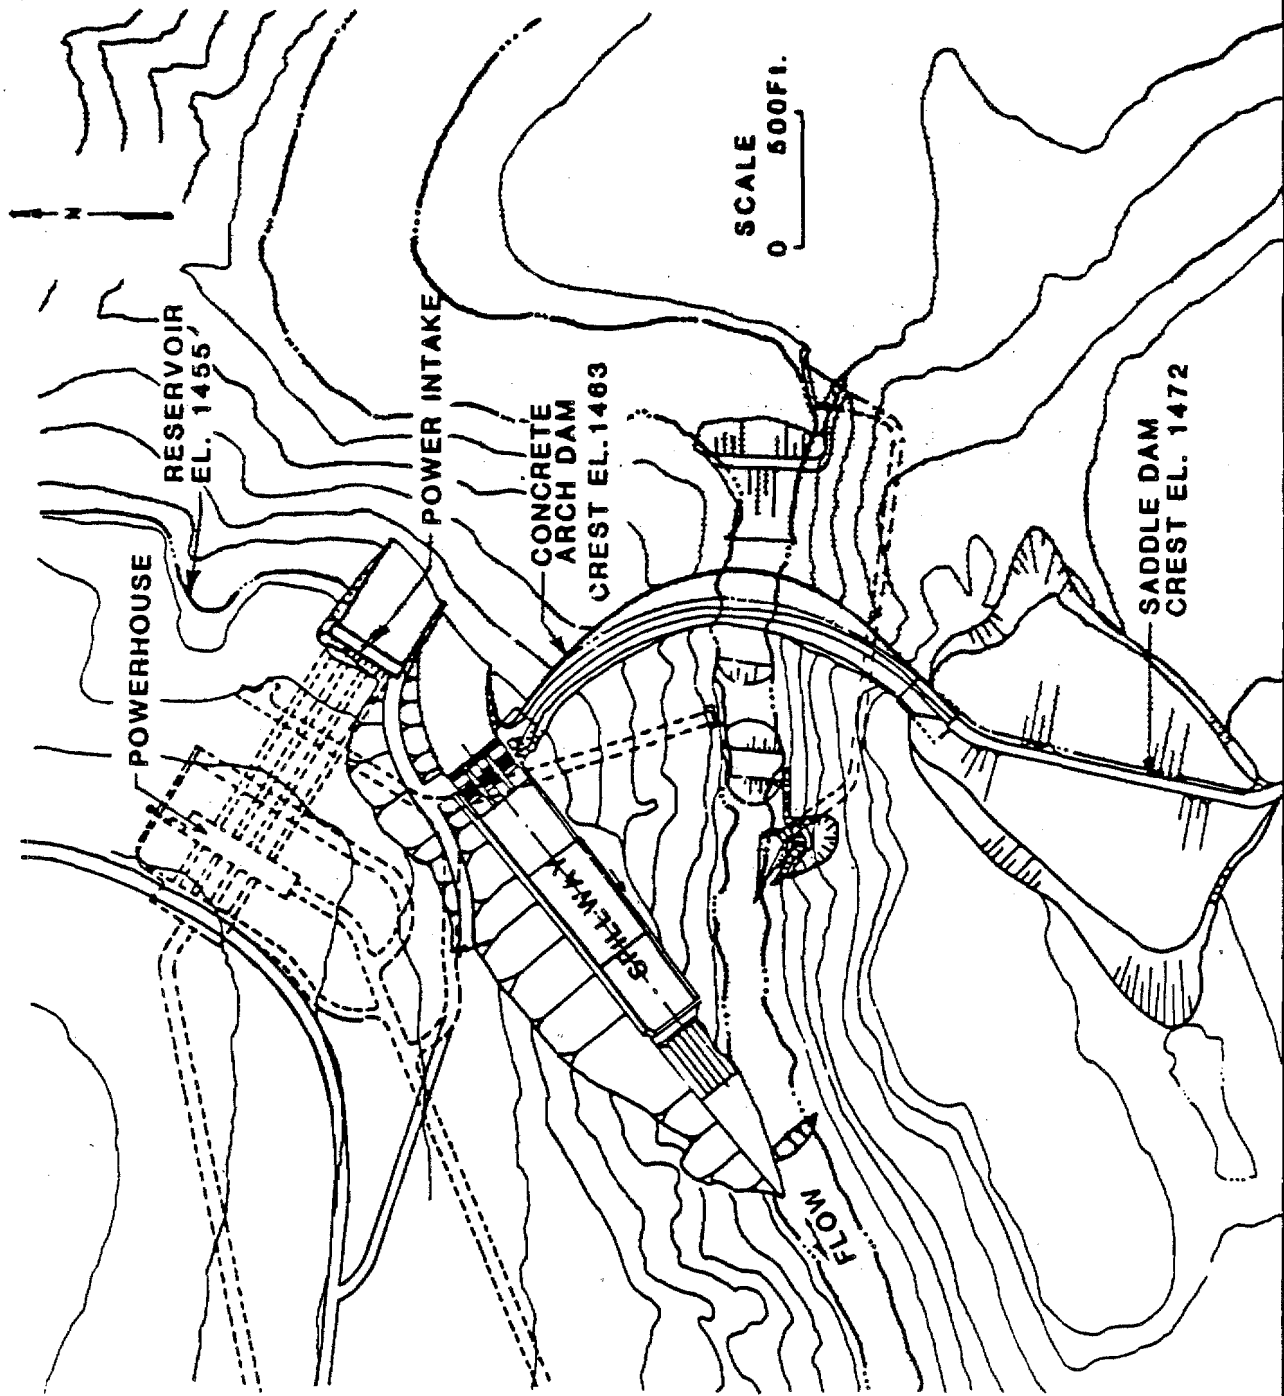 N
RESERVOIR
EL. 1455
POWERHOUSE
POWER INTAKE
CONCRETE
ARCH DAM
CREST EL. 1463
SCALE
0 500Ft.
SPILLWAY
SADDLE DAM
CREST EL. 1472
FLOW